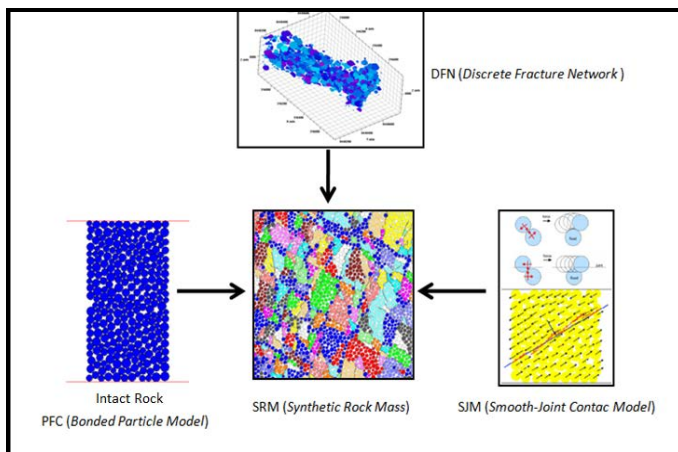 DFN (Discrete Fracture Network )
Intact Rock
PFC (Bonded Particle Model)
SRM (Synthetic Rock Mass)
SJM (Smooth-Joint Contac Model)